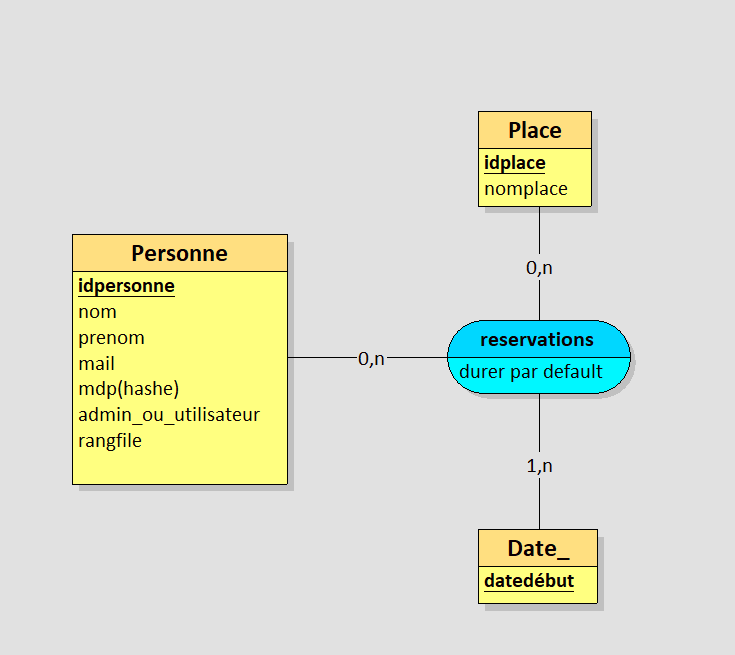 Place
idplace
nomplace
Personne
idpersonne
nom
prenom
mail
mdp(hashe)
admin_ou_utilisateur
rangfile
0,n
0,n
reservations
durer par default
1,n
Date_
datedébut